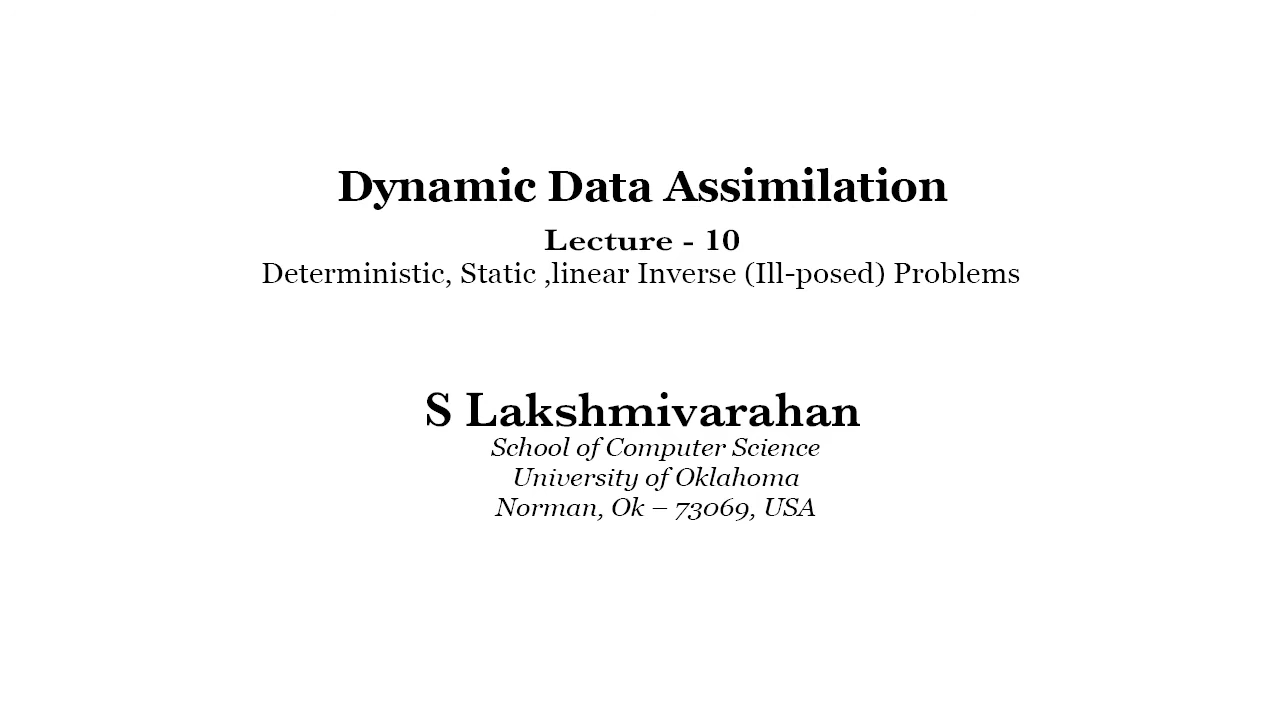 Dynamic Data Assimilation
Lecture - 10
Deterministic, Static ,linear Inverse (Ill-posed) Problems
S Lakshmivarahan
School of Computer Science
University of Oklahoma
Norman, Ok – 73069, USA